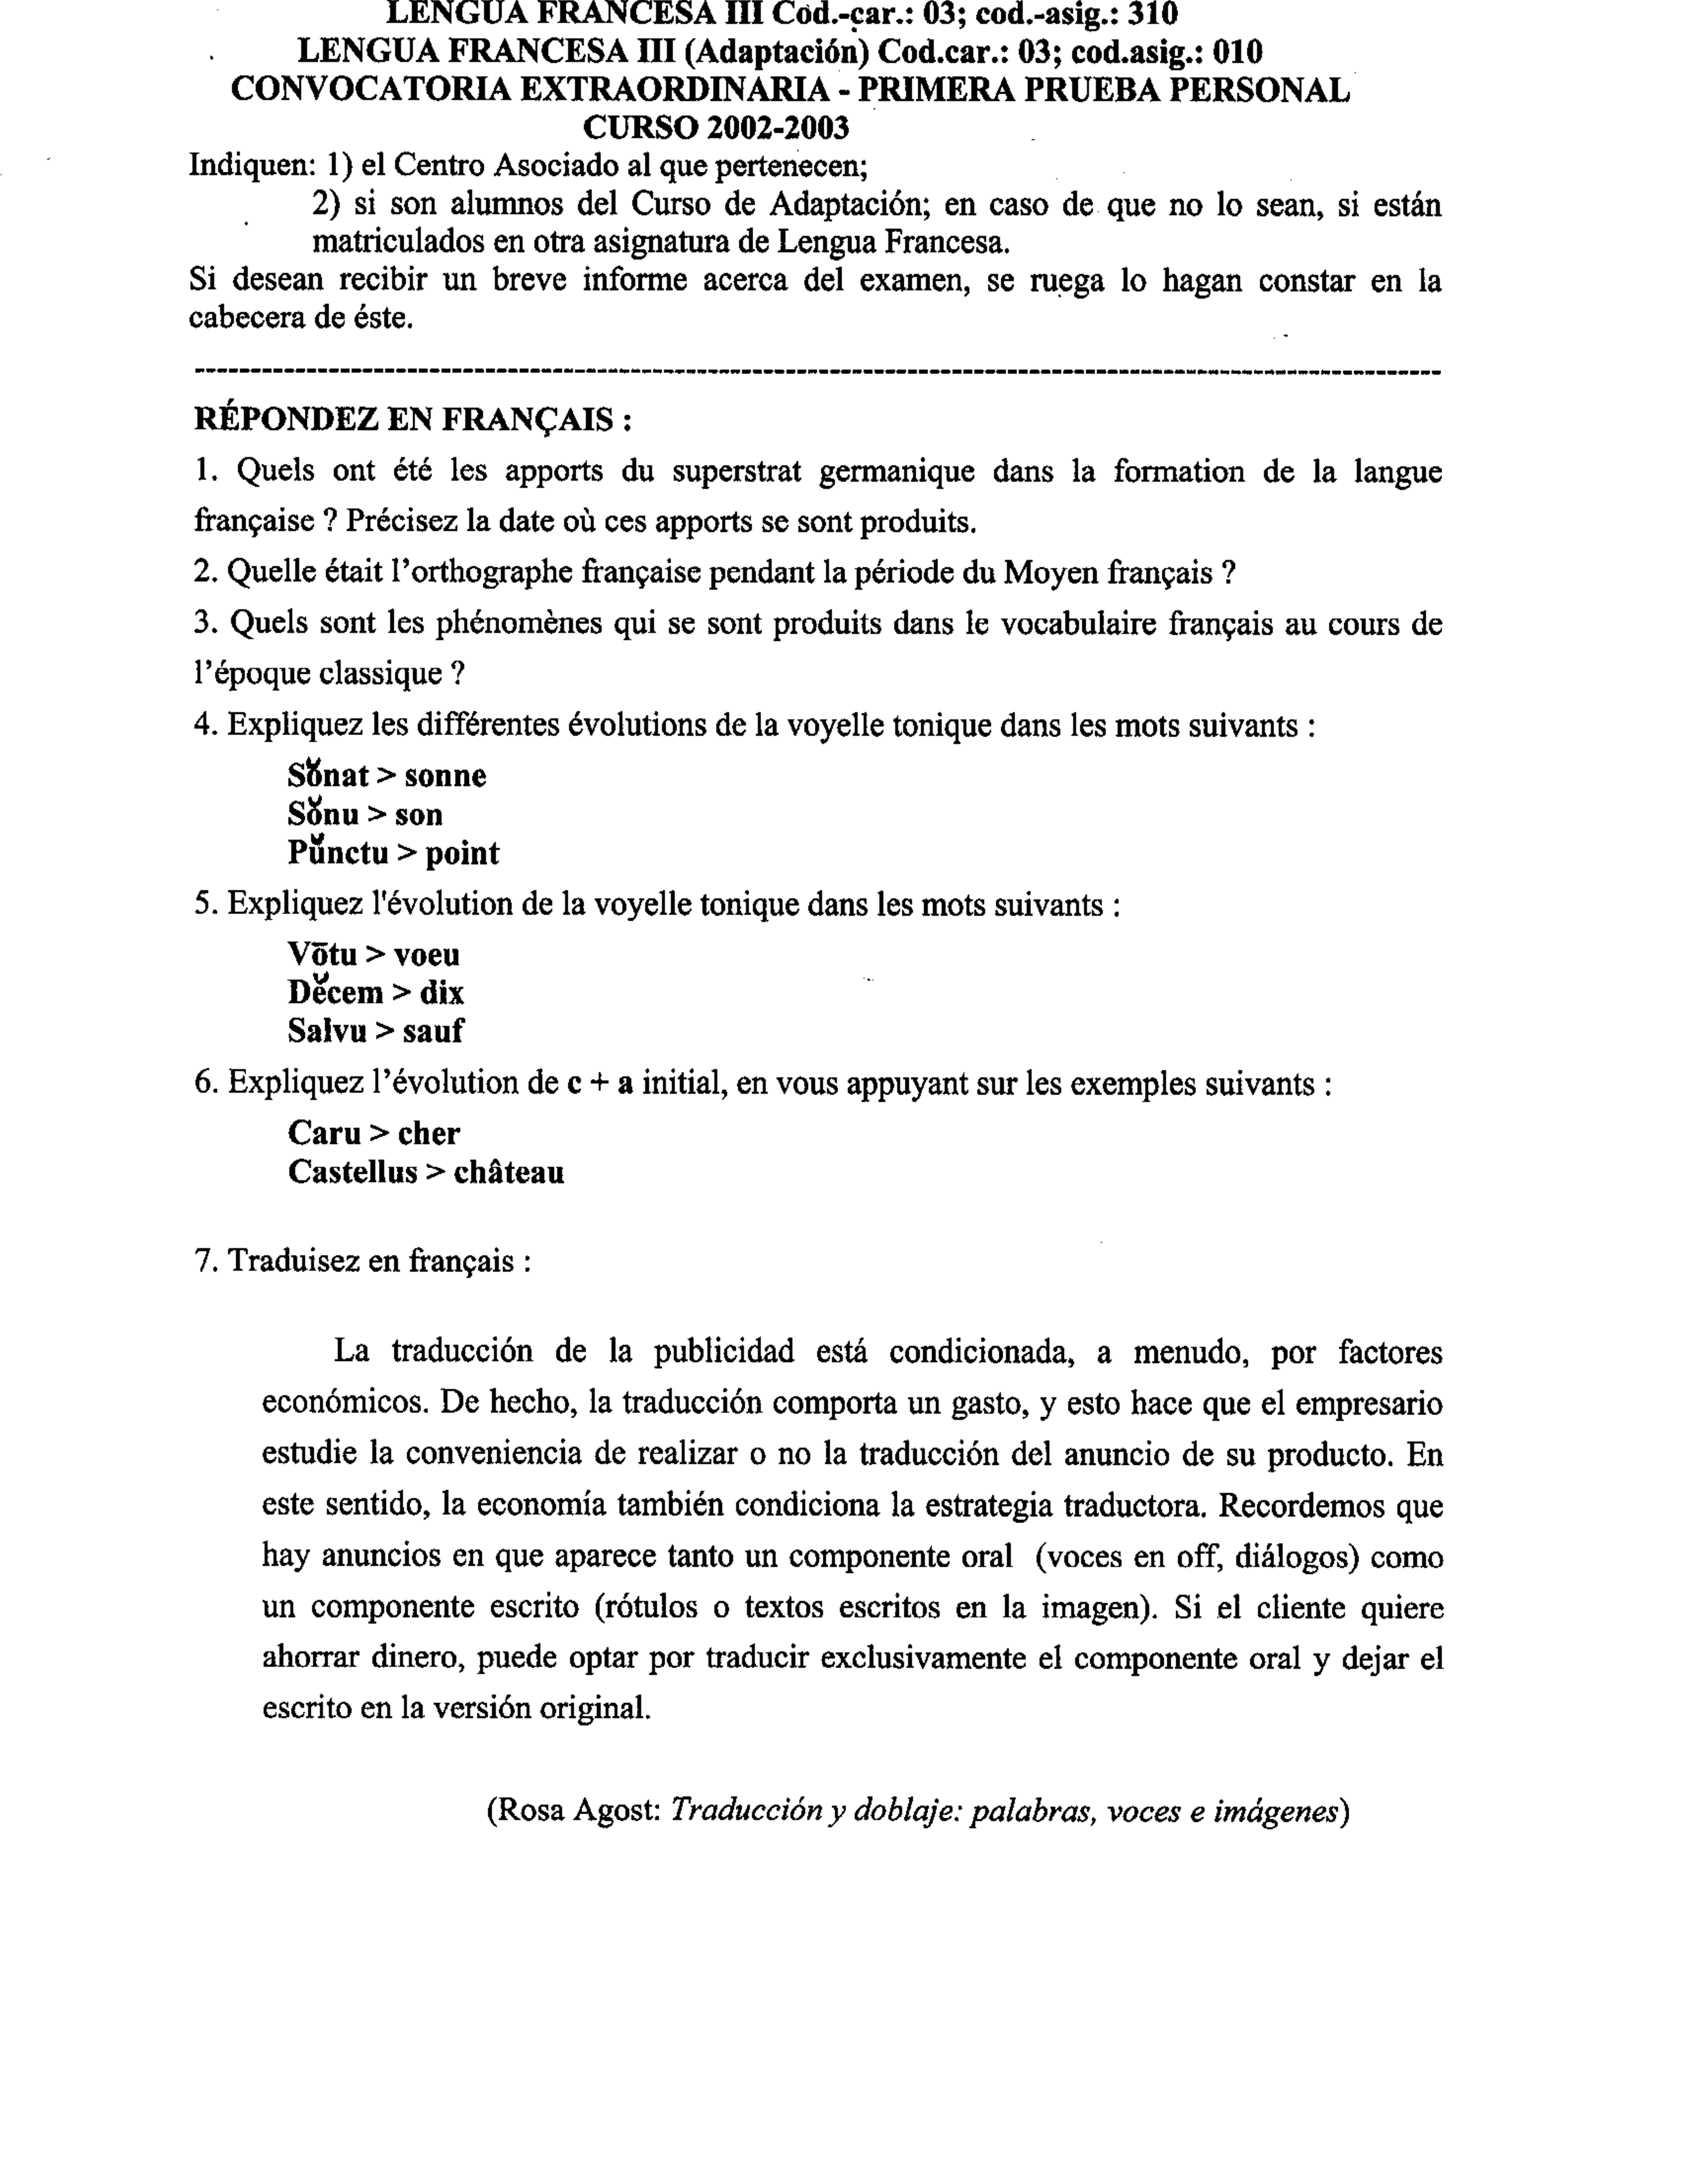 LENGUA FRANCESA III Cód.-car.: 03; cod.-asig.: 310
LENGUA FRANCESA III (Adaptación) Cod.car.: 03; cod.asig.: 010
CONVOCATORIA EXTRAORDINARIA - PRIMERA PRUEBA PERSONAL
CURSO 2002-2003
Indiquen: 1) el Centro Asociado al que pertenecen;
2) si son alumnos del Curso de Adaptación; en caso de que no lo sean, si están
matriculados en otra asignatura de Lengua Francesa.
Si desean recibir un breve informe acerca del examen, se ruega lo hagan constar en la
cabecera de éste.
RÉPONDEZ EN FRANÇAIS :
1. Quels ont été les apports du superstrat germanique dans la formation de la langue
française ? Précisez la date où ces apports se sont produits.
2. Quelle était l'orthographe française pendant la période du Moyen français ?
3. Quels sont les phénomènes qui se sont produits dans le vocabulaire français au cours de
l'époque classique ?
4. Expliquez les différentes évolutions de la voyelle tonique dans les mots suivants :
Sŏnat > sonne
Sŏnu > son
Pŭnctu > point
5. Expliquez l'évolution de la voyelle tonique dans les mots suivants :
Vōtu > voeu
Dĕcem > dix
Salvu > sauf
6. Expliquez l'évolution de c + a initial, en vous appuyant sur les exemples suivants :
Caru > cher
Castellus > château
7. Traduisez en français :
La traducción de la publicidad está condicionada, a menudo, por factores
económicos. De hecho, la traducción comporta un gasto, y esto hace que el empresario
estudie la conveniencia de realizar o no la traducción del anuncio de su producto. En
este sentido, la economía también condiciona la estrategia traductora. Recordemos que
hay anuncios en que aparece tanto un componente oral (voces en off, diálogos) como
un componente escrito (rótulos o textos escritos en la imagen). Si el cliente quiere
ahorrar dinero, puede optar por traducir exclusivamente el componente oral y dejar el
escrito en la versión original.
(Rosa Agost: Traducción y doblaje: palabras, voces e imágenes)